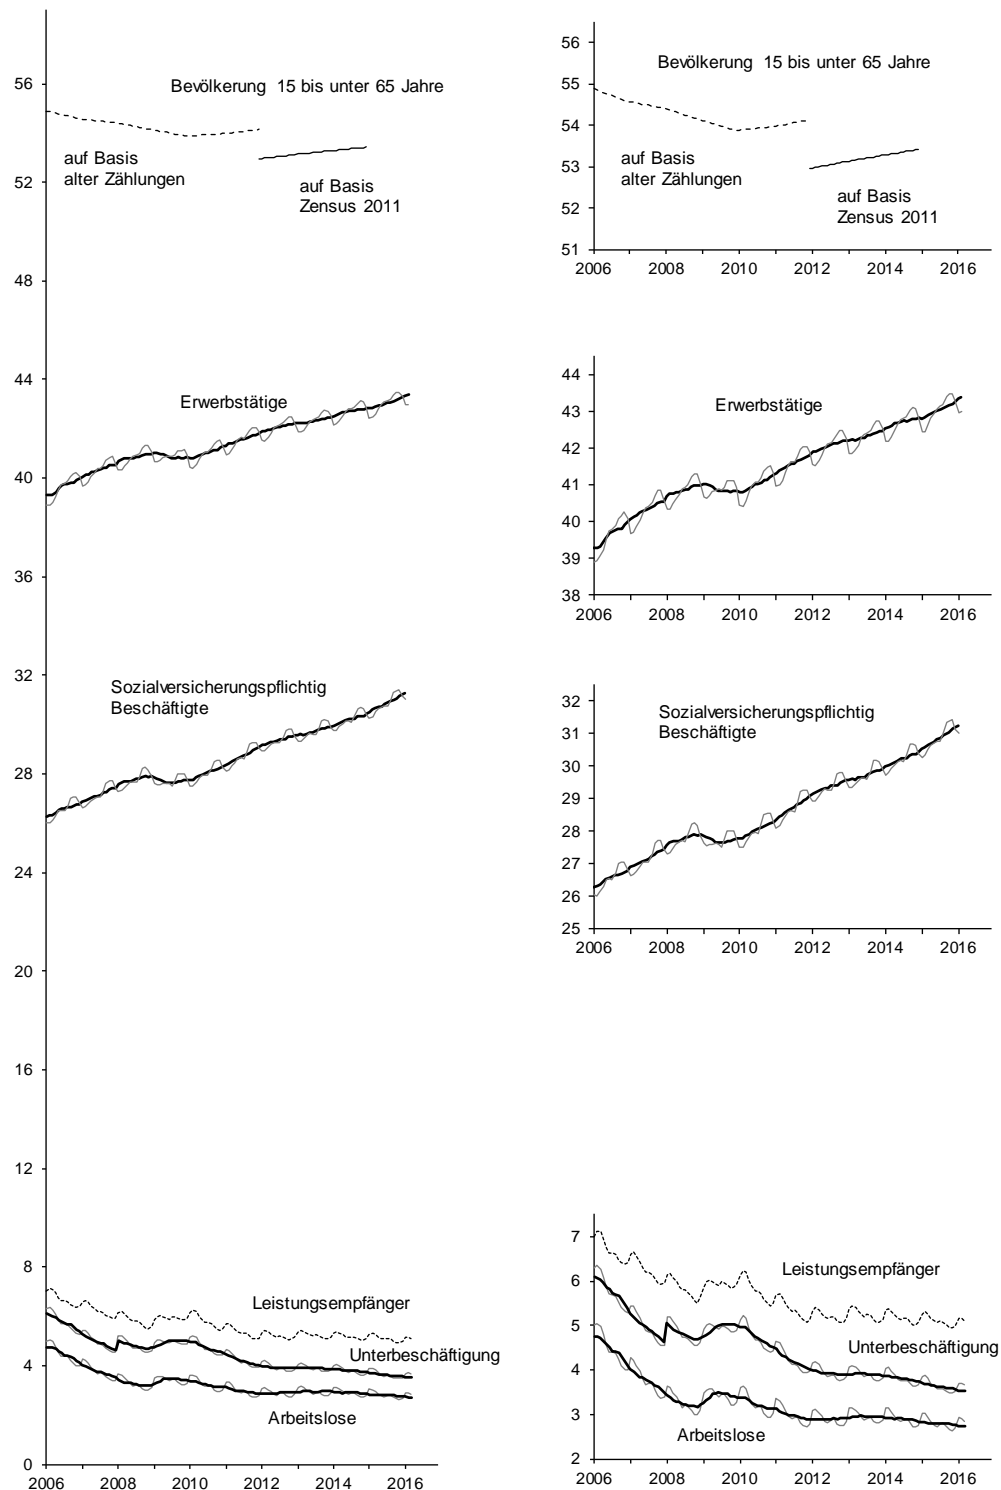 56
Bevölkerung 15 bis unter 65 Jahre
auf Basis
alter Zählungen
52
auf Basis
Zensus 2011
48
44
Erwerbstätige
40
36
32
Sozialversicherungspflichtig
Beschäftigte
28
24
20
16
12
8
Leistungsempfänger
Unterbeschäftigung
4
Arbeitslose
0
2006 2008 2010 2012 2014 2016
56
Bevölkerung 15 bis unter 65 Jahre
55
54
auf Basis
alter Zählungen
53
auf Basis
Zensus 2011
52
51
2006 2008 2010 2012 2014 2016
44
Erwerbstätige
43
42
41
40
39
38
2006 2008 2010 2012 2014 2016
32
Sozialversicherungspflichtig
Beschäftigte
31
30
29
28
27
26
25
2006 2008 2010 2012 2014 2016
7
Leistungsempfänger
6
5
Unterbeschäftigung
4
3
Arbeitslose
2
2006 2008 2010 2012 2014 2016